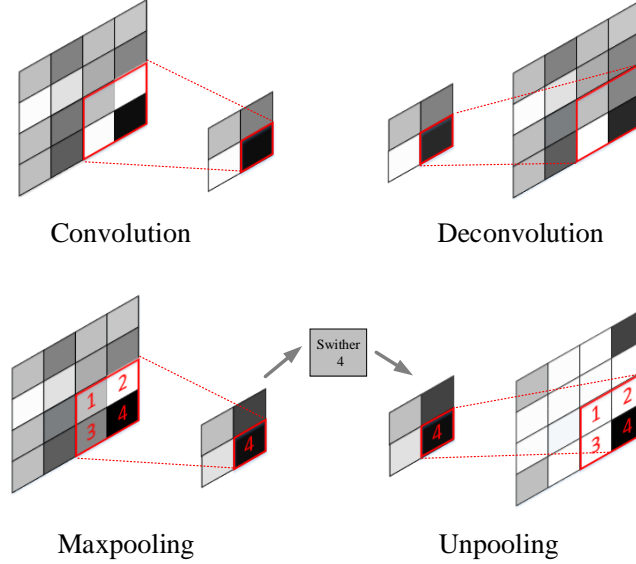 Convolution
Deconvolution
Swither
4
1 2
3 4
4
4
1 2
3 4
Maxpooling
Unpooling